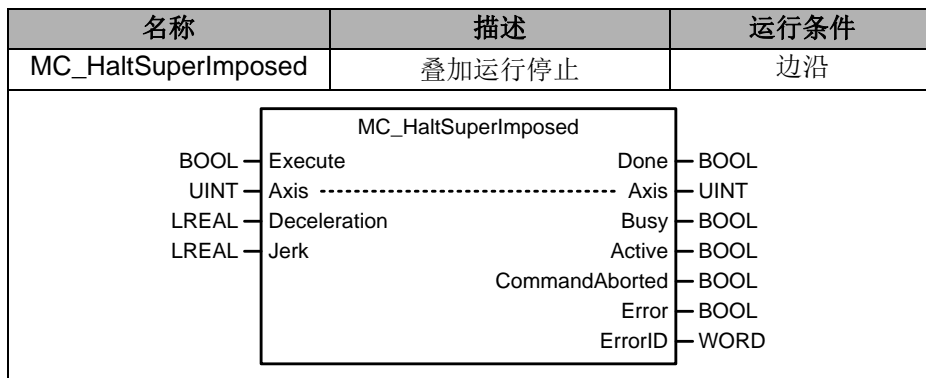 名称 描述 运行条件
MC_HaltSuperImposed 叠加运行停止 边沿
MC_HaltSuperImposed
BOOL Execute Done BOOL
UINT Axis Axis UINT
LREAL Deceleration Busy BOOL
LREAL Jerk Active BOOL
CommandAborted BOOL
Error BOOL
ErrorID WORD